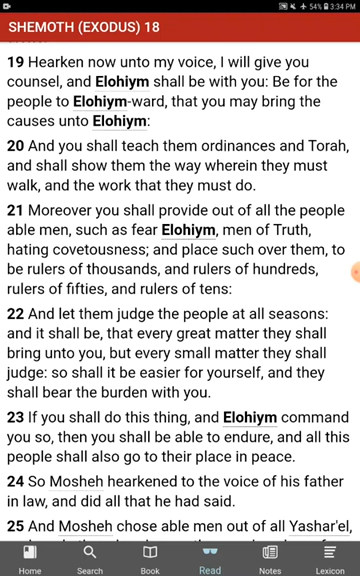 54% 3:34 PM
SHEMOTH (EXODUS) 18
19 Hearken now unto my voice, I will give you
counsel, and Elohiym shall be with you: Be for the
people to Elohiym-ward, that you may bring the
causes unto Elohiym:
20 And you shall teach them ordinances and Torah,
and shall show them the way wherein they must
walk, and the work that they must do.
21 Moreover you shall provide out of all the people
able men, such as fear Elohiym, men of Truth,
hating covetousness; and place such over them, to
be rulers of thousands, and rulers of hundreds,
rulers of fifties, and rulers of tens:
22 And let them judge the people at all seasons:
and it shall be, that every great matter they shall
bring unto you, but every small matter they shall
judge: so shall it be easier for yourself, and they
shall bear the burden with you.
23 If you shall do this thing, and Elohiym command
you so, then you shall be able to endure, and all this
people shall also go to their place in peace.
24 So Mosheh hearkened to the voice of his father
in law, and did all that he had said.
25 And Mosheh chose able men out of all Yashar'el,
Home Search Book Read Notes Lexicon